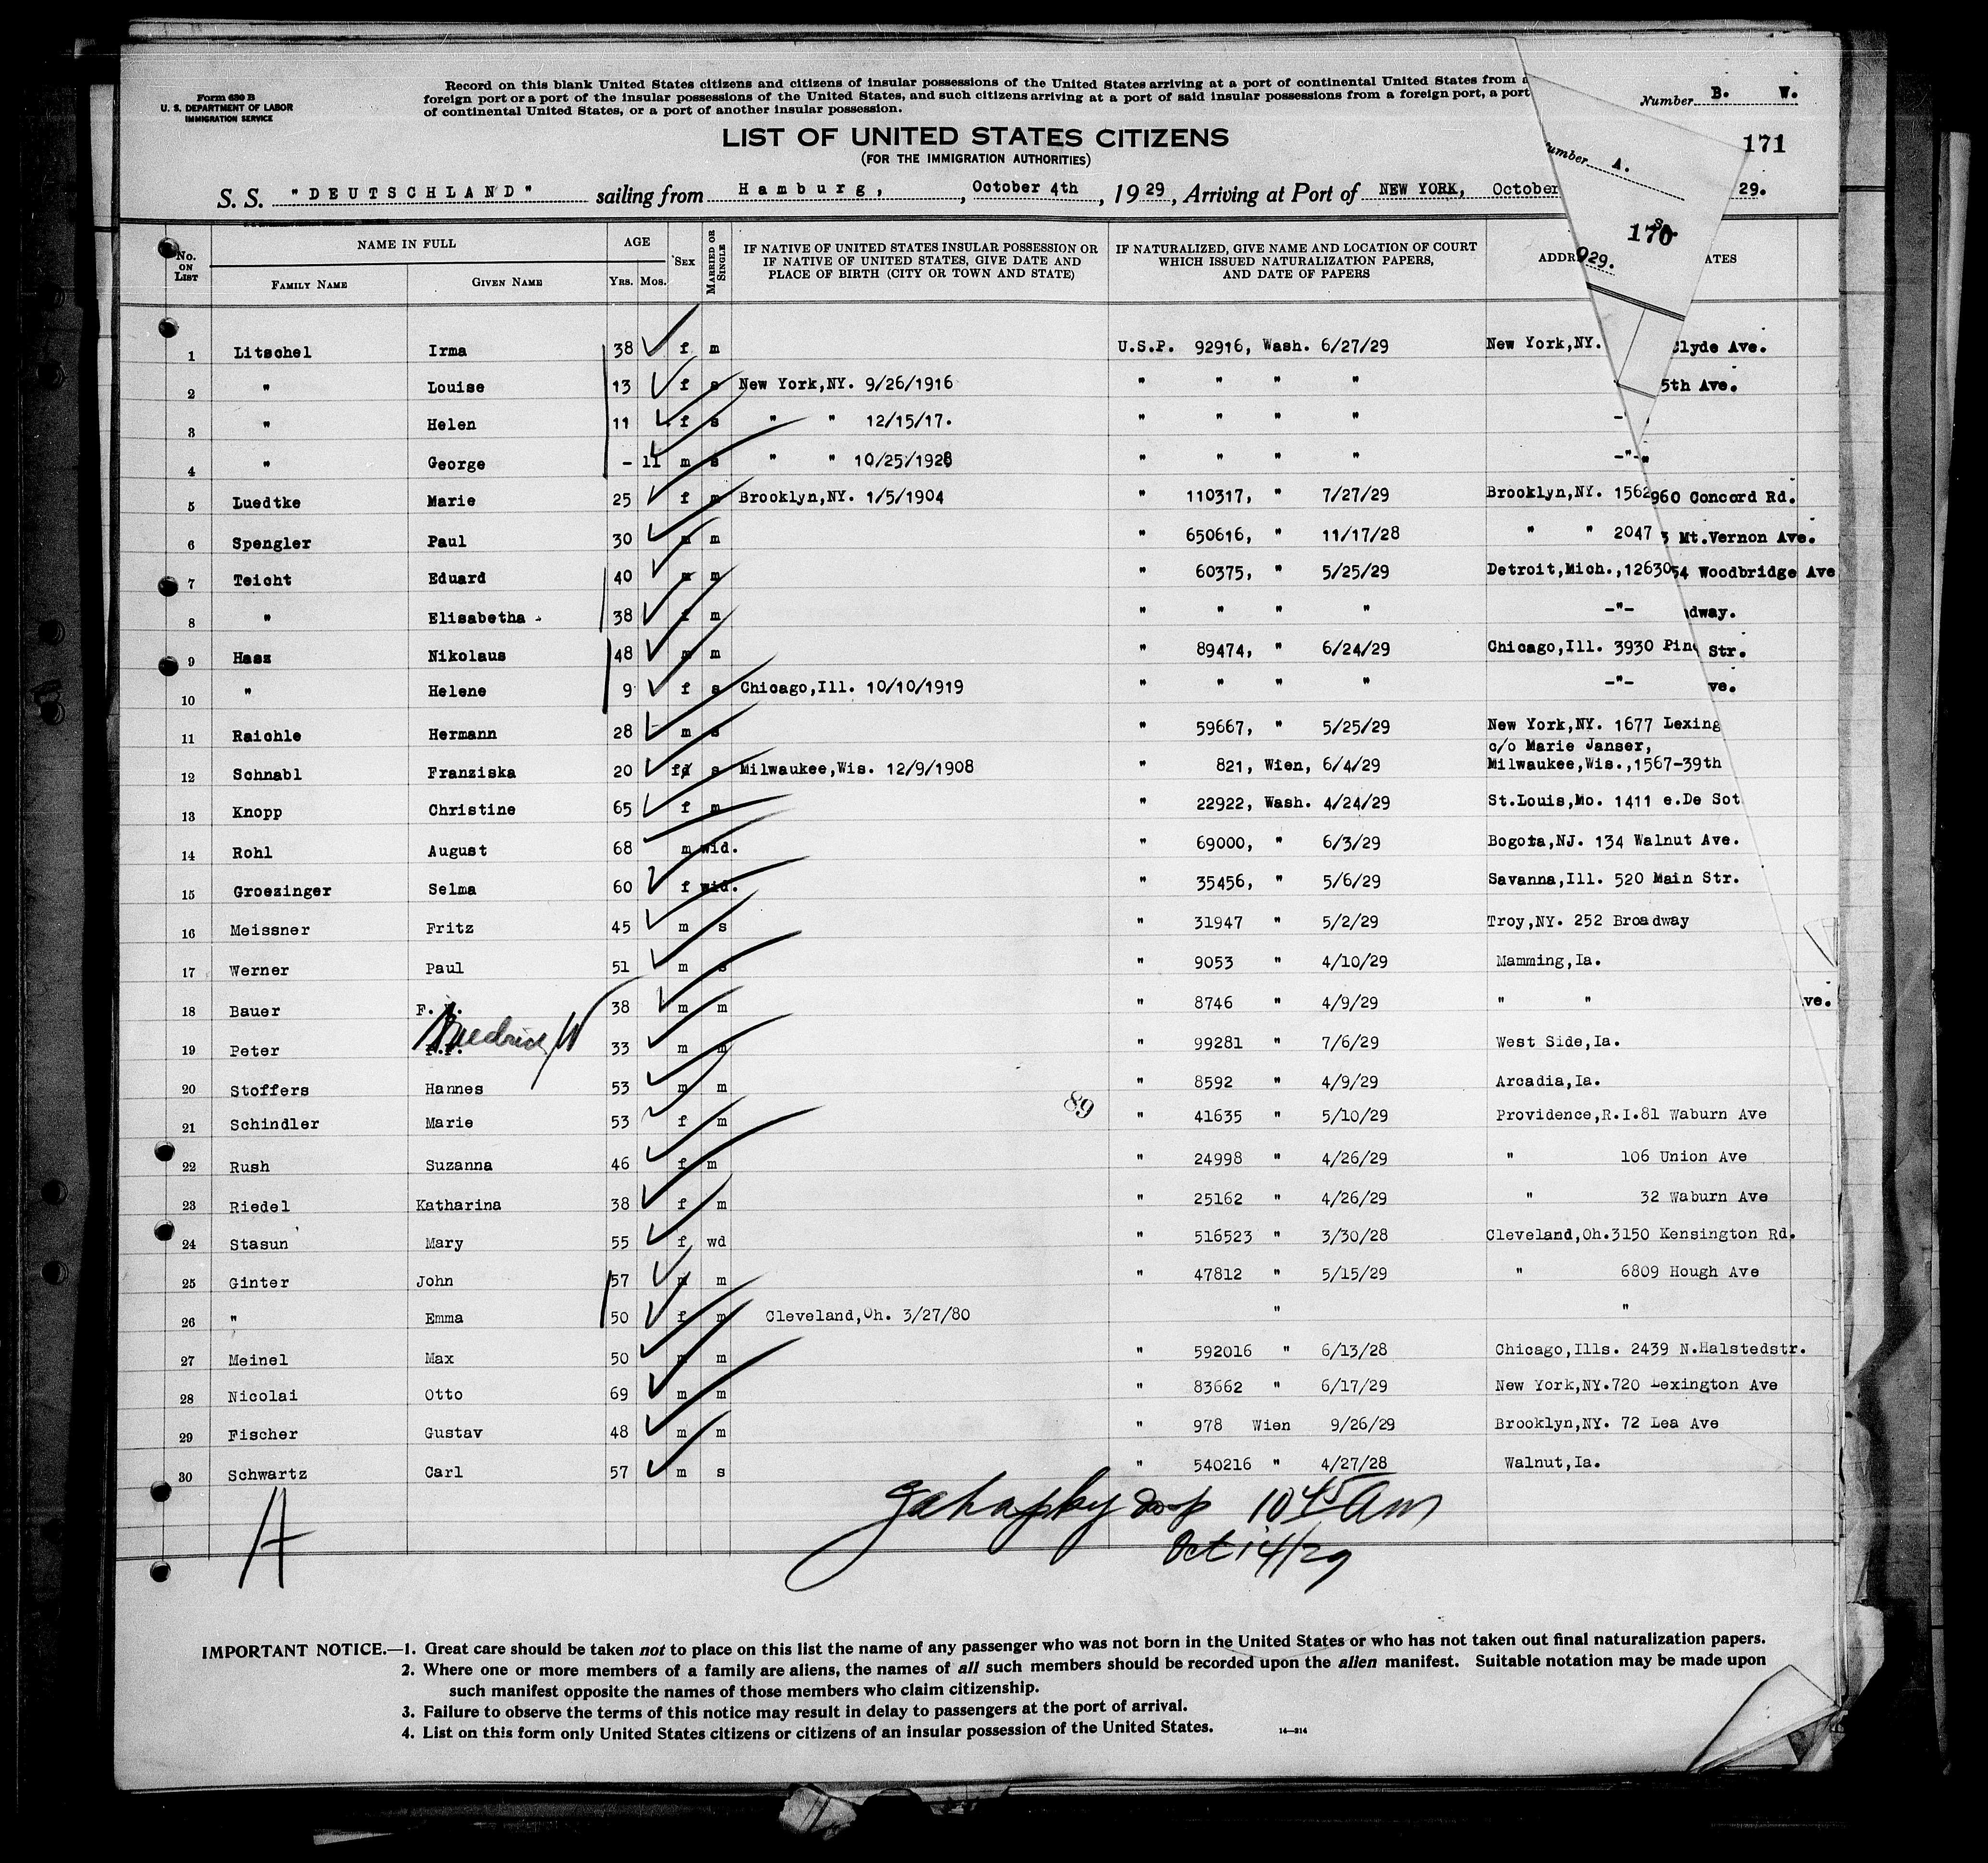 Form 630 B
U. S. DEPARTMENT OF LABOR
IMMIGRATION SERVICE
Record on this blank United States citizens and citizens of insular possessions of the United States arriving at a port of continental United States from a
foreign port or a port of the insular possessions of the United States, and such citizens arriving at a port of said insular possessions from a foreign port, a port
of continental United States, or a port of another insular possession.
Number B. W.
LIST OF UNITED STATES CITIZENS
(FOR THE IMMIGRATION AUTHORITIES)
171
umber A.
170
S. S. "DEUTSCHLAND" sailing from Hamburg, , October 4th , 19 29 , Arriving at Port of NEW YORK, October 29.
929.
No. ON LIST
NAME IN FULL
FAMILY NAME GIVEN NAME
AGE
YRS. MOS.
SEX
MARRIED OR SINGLE
IF NATIVE OF UNITED STATES INSULAR POSSESSION OR
IF NATIVE OF UNITED STATES, GIVE DATE AND
PLACE OF BIRTH (CITY OR TOWN AND STATE)
IF NATURALIZED, GIVE NAME AND LOCATION OF COURT
WHICH ISSUED NATURALIZATION PAPERS,
AND DATE OF PAPERS
ADDR ATES
1 Litschel Irma 38 f m U.S.P. 92916, Wash. 6/27/29 New York,NY. Clyde Ave.
2 " Louise 13 f s New York,NY. 9/26/1916 " " " " 5th Ave.
3 " Helen 11 f s " " 12/15/17. " " " "
4 " George - 11 m s " " 10/25/1928 " " " " -"-
5 Luedtke Marie 25 f m Brooklyn,NY. 1/5/1904 " 110317, " 7/27/29 Brooklyn,NY. 1562 960 Concord Rd.
6 Spengler Paul 30 m m " 650616, " 11/17/28 " " 2047 Mt.Vernon Ave.
7 Teicht Eduard 40 m m " 60375, " 5/25/29 Detroit,Mich.,12630 54 Woodbridge Ave
8 " Elisabetha 38 f m " " " " -"- dway.
9 Hasz Nikolaus 48 m m " 89474, " 6/24/29 Chicago,Ill. 3930 Pin Str.
10 " Helene 9 f s Chicago,Ill. 10/10/1919 " " " " -"- ve.
11 Raichle Hermann 28 m s " 59667, " 5/25/29 New York,NY. 1677 Lexing
c/o Marie Janser,
12 Schnabl Franziska 20 f s Milwaukee,Wis. 12/9/1908 " 821, Wien, 6/4/29 Milwaukee,Wis.,1567-39th
13 Knopp Christine 65 f m " 22922, Wash. 4/24/29 St.Louis,Mo. 1411 e.De Sot
14 Rohl August 68 m wid. " 69000, " 6/3/29 Bogota,NJ. 134 Walnut Ave.
15 Groezinger Selma 60 f wid. " 35456, " 5/6/29 Savanna,Ill. 520 Main Str.
16 Meissner Fritz 45 m s " 31947 " 5/2/29 Troy,NY. 252 Broadway
17 Werner Paul 51 m s " 9053 " 4/10/29 Mamming,Ia.
18 Bauer F. 38 m m " 8746 " 4/9/29 " " ve.
Friedrich W
19 Peter 33 m m " 99281 " 7/6/29 West Side,Ia.
20 Stoffers Hannes 53 m m " 8592 " 4/9/29 Arcadia,Ia.
89
21 Schindler Marie 53 f m " 41635 " 5/10/29 Providence,R.I.81 Waburn Ave
22 Rush Suzanna 46 f m " 24998 " 4/26/29 " 106 Union Ave
23 Riedel Katharina 38 f m " 25162 " 4/26/29 " 32 Waburn Ave
24 Stasun Mary 55 f wd " 516523 " 3/30/28 Cleveland,Oh.3150 Kensington Rd.
25 Ginter John 57 m m " 47812 " 5/15/29 " 6809 Hough Ave
26 " Emma 50 f m Cleveland,Oh. 3/27/80 " "
27 Meinel Max 50 m m " 592016 " 6/13/28 Chicago,Ills. 2439 N.Halstedstr.
28 Nicolai Otto 69 m m " 83662 " 6/17/29 New York,NY.720 Lexington Ave
29 Fischer Gustav 48 m m " 978 Wien 9/26/29 Brooklyn,NY. 72 Lea Ave
30 Schwartz Carl 57 m s " 540216 " 4/27/28 Walnut,Ia.
A
10 45 Am
Oct 14/29
IMPORTANT NOTICE.—1. Great care should be taken not to place on this list the name of any passenger who was not born in the United States or who has not taken out final naturalization papers.
2. Where one or more members of a family are aliens, the names of all such members should be recorded upon the alien manifest. Suitable notation may be made upon
such manifest opposite the names of those members who claim citizenship.
3. Failure to observe the terms of this notice may result in delay to passengers at the port of arrival.
4. List on this form only United States citizens or citizens of an insular possession of the United States.
14—814